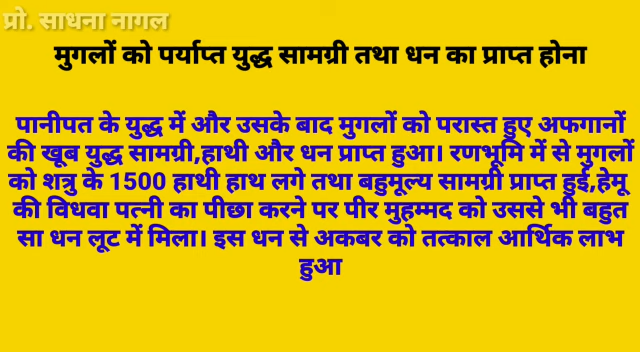 प्रो. साधना नागल
मुगलों को पर्याप्त युद्ध सामग्री तथा धन का प्राप्त होना
पानीपत के युद्ध में और उसके बाद मुगलों को परास्त हुए अफगानों
की खूब युद्ध सामग्री,हाथी और धन प्राप्त हुआ। रणभूमि में से मुगलों
को शत्रु के 1500 हाथी हाथ लगे तथा बहुमूल्य सामग्री प्राप्त हुई,हेमू
की विधवा पत्नी का पीछा करने पर पीर मुहम्मद को उससे भी बहुत
सा धन लूट में मिला। इस धन से अकबर को तत्काल आर्थिक लाभ
हुआ